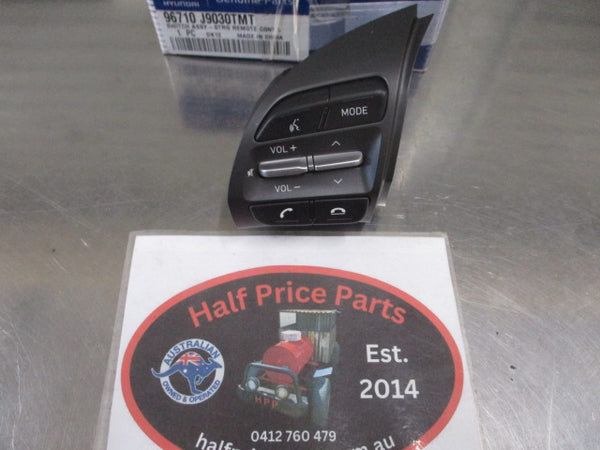 HYUNDAI Genuine Parts
96710 J9030TMT
SWITCH ASSY-STRG REMOTE CONT L
1 PC MADE IN CHINA
MODE
VOL +
VOL -
Half Price Parts
AUSTRALIAN
OWNED & OPERATED
Est.
2014
HPP
0412 760 479